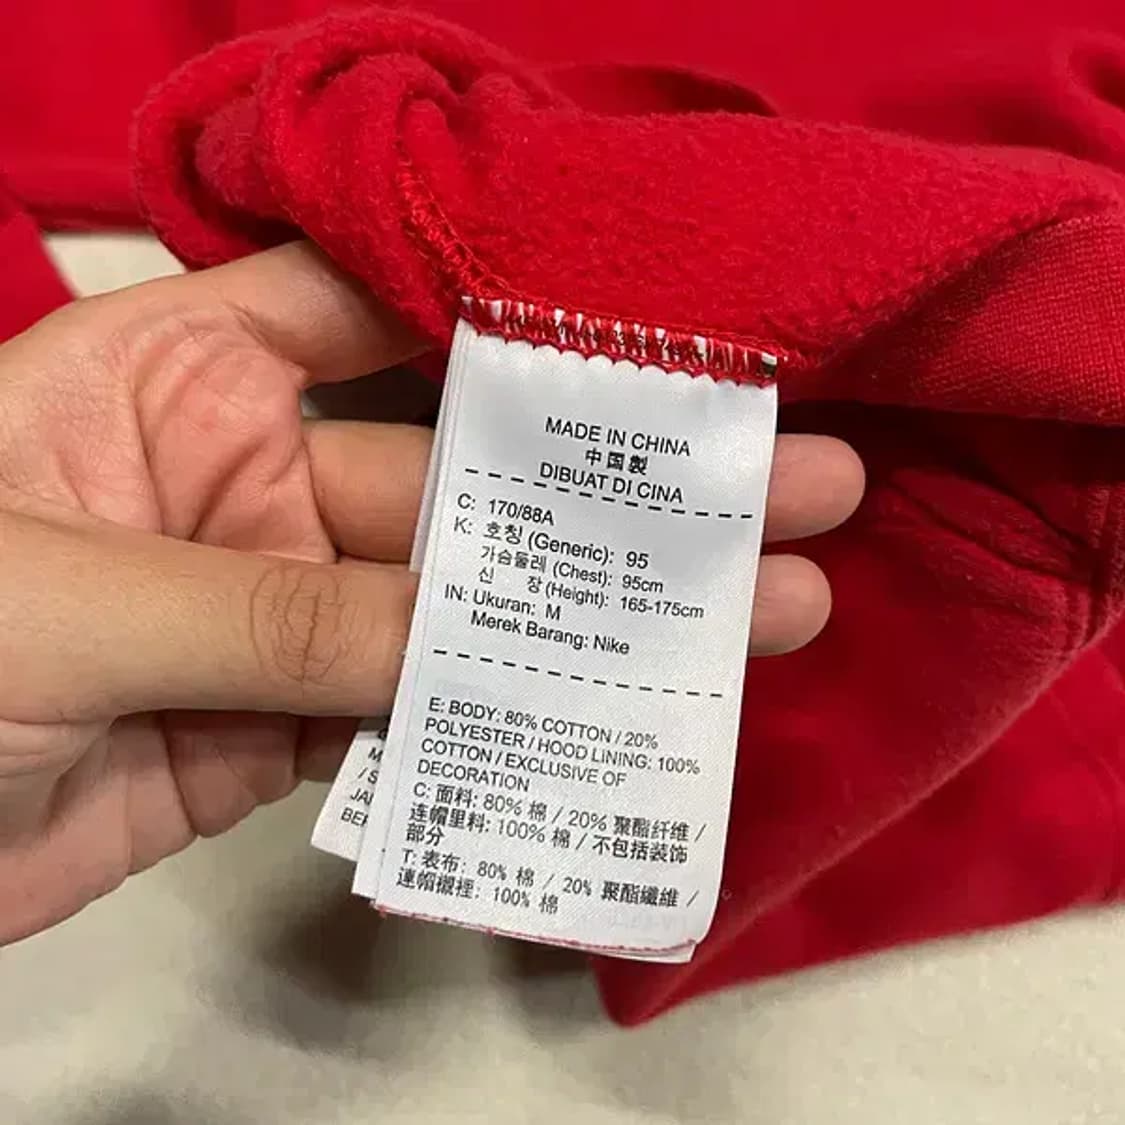 MADE IN CHINA
中国製
DIBUAT DI CINA
C: 170/88A
K: 호칭 (Generic): 95
가슴둘레 (Chest): 95cm
신 장 (Height): 165-175cm
IN: Ukuran: M
Merek Barang: Nike
E: BODY: 80% COTTON / 20%
POLYESTER / HOOD LINING: 100%
COTTON / EXCLUSIVE OF
DECORATION
C: 面料: 80% 棉 / 20% 聚酯纤维 /
连帽里料: 100% 棉 / 不包括装饰
部分
T: 表布: 80% 棉 / 20% 聚酯纖維 /
連帽襯裡: 100% 棉